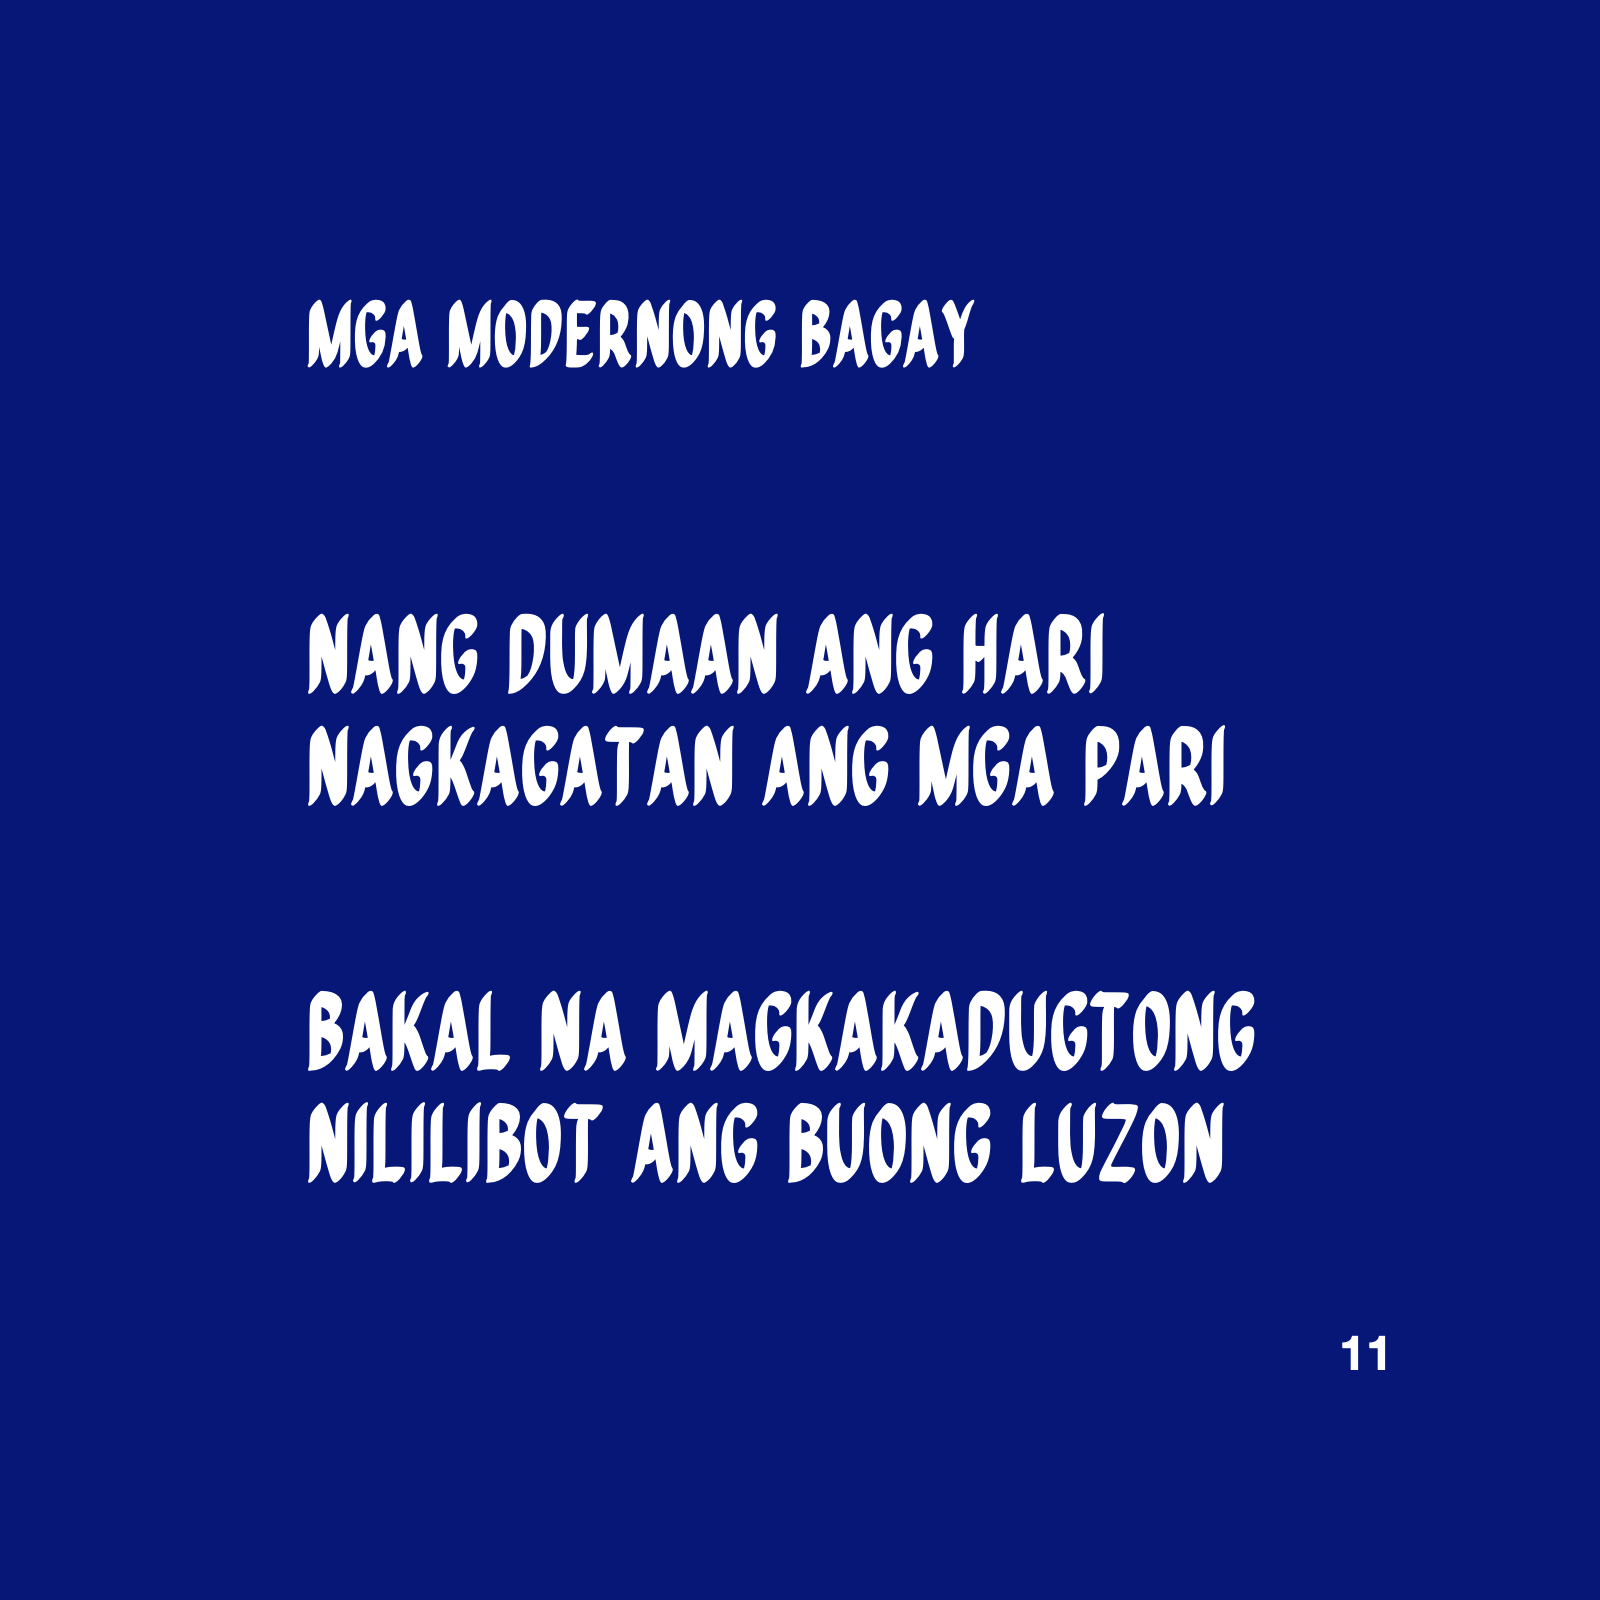 MGA MODERNONG BAGAY
NANG DUMAAN ANG HARI
NAGKAGATAN ANG MGA PARI
BAKAL NA MAGKAKADUGTONG
NILILIBOT ANG BUONG LUZON
11